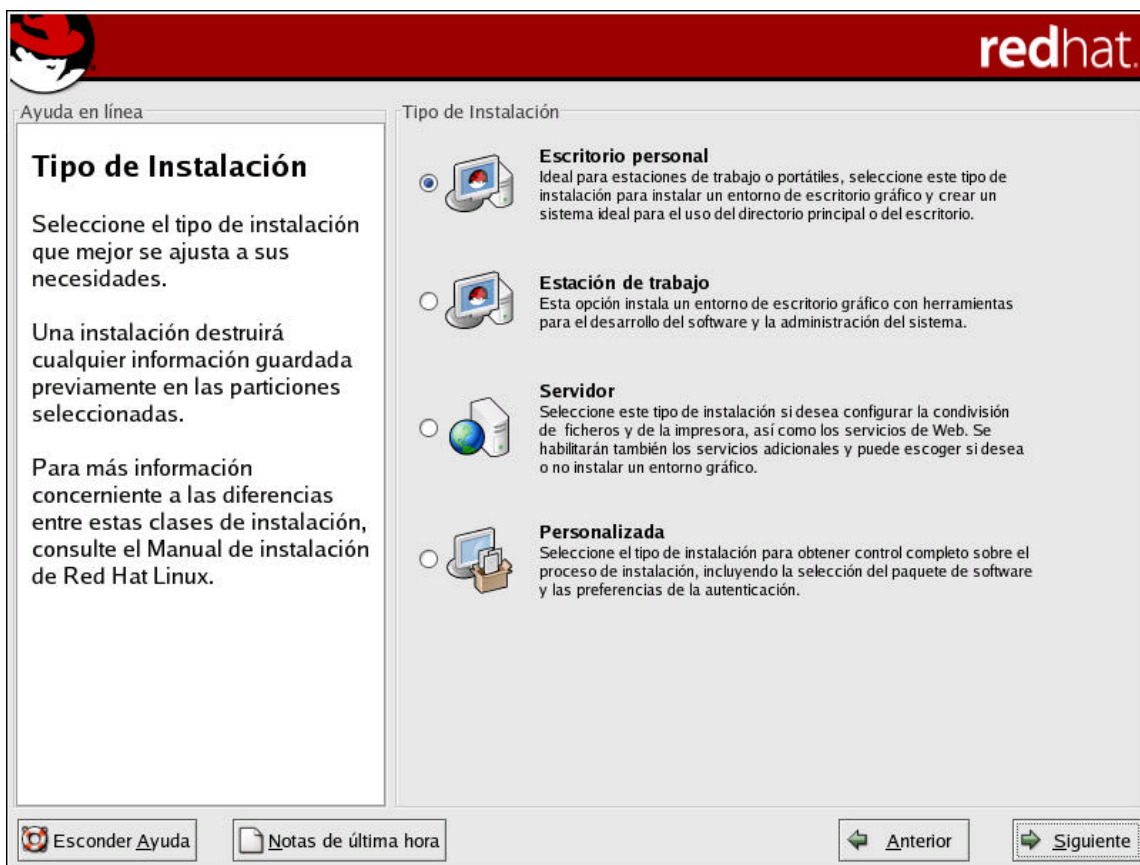 redhat.
Ayuda en línea
Tipo de Instalación
Seleccione el tipo de instalación
que mejor se ajusta a sus
necesidades.
Una instalación destruirá
cualquier información guardada
previamente en las particiones
seleccionadas.
Para más información
concerniente a las diferencias
entre estas clases de instalación,
consulte el Manual de instalación
de Red Hat Linux.
Tipo de Instalación
Escritorio personal
Ideal para estaciones de trabajo o portátiles, seleccione este tipo de
instalación para instalar un entorno de escritorio gráfico y crear un
sistema ideal para el uso del directorio principal o del escritorio.
Estación de trabajo
Esta opción instala un entorno de escritorio gráfico con herramientas
para el desarrollo del software y la administración del sistema.
Servidor
Seleccione este tipo de instalación si desea configurar la condivisión
de ficheros y de la impresora, así como los servicios de Web. Se
habilitarán también los servicios adicionales y puede escoger si desea
o no instalar un entorno gráfico.
Personalizada
Seleccione el tipo de instalación para obtener control completo sobre el
proceso de instalación, incluyendo la selección del paquete de software
y las preferencias de la autenticación.
Esconder Ayuda
Notas de última hora
Anterior
Siguiente